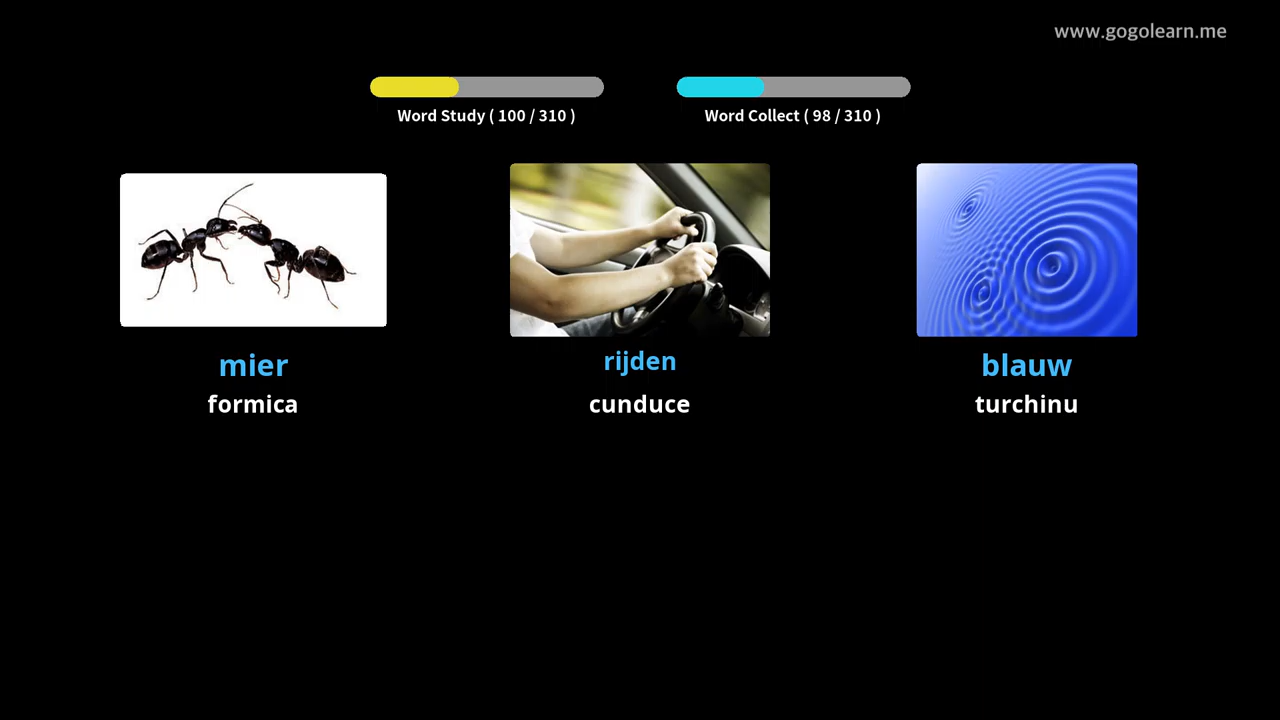 www.gogolearn.me
Word Study ( 100 / 310 )
Word Collect ( 98 / 310 )
mier
formica
rijden
cunduce
blauw
turchinu